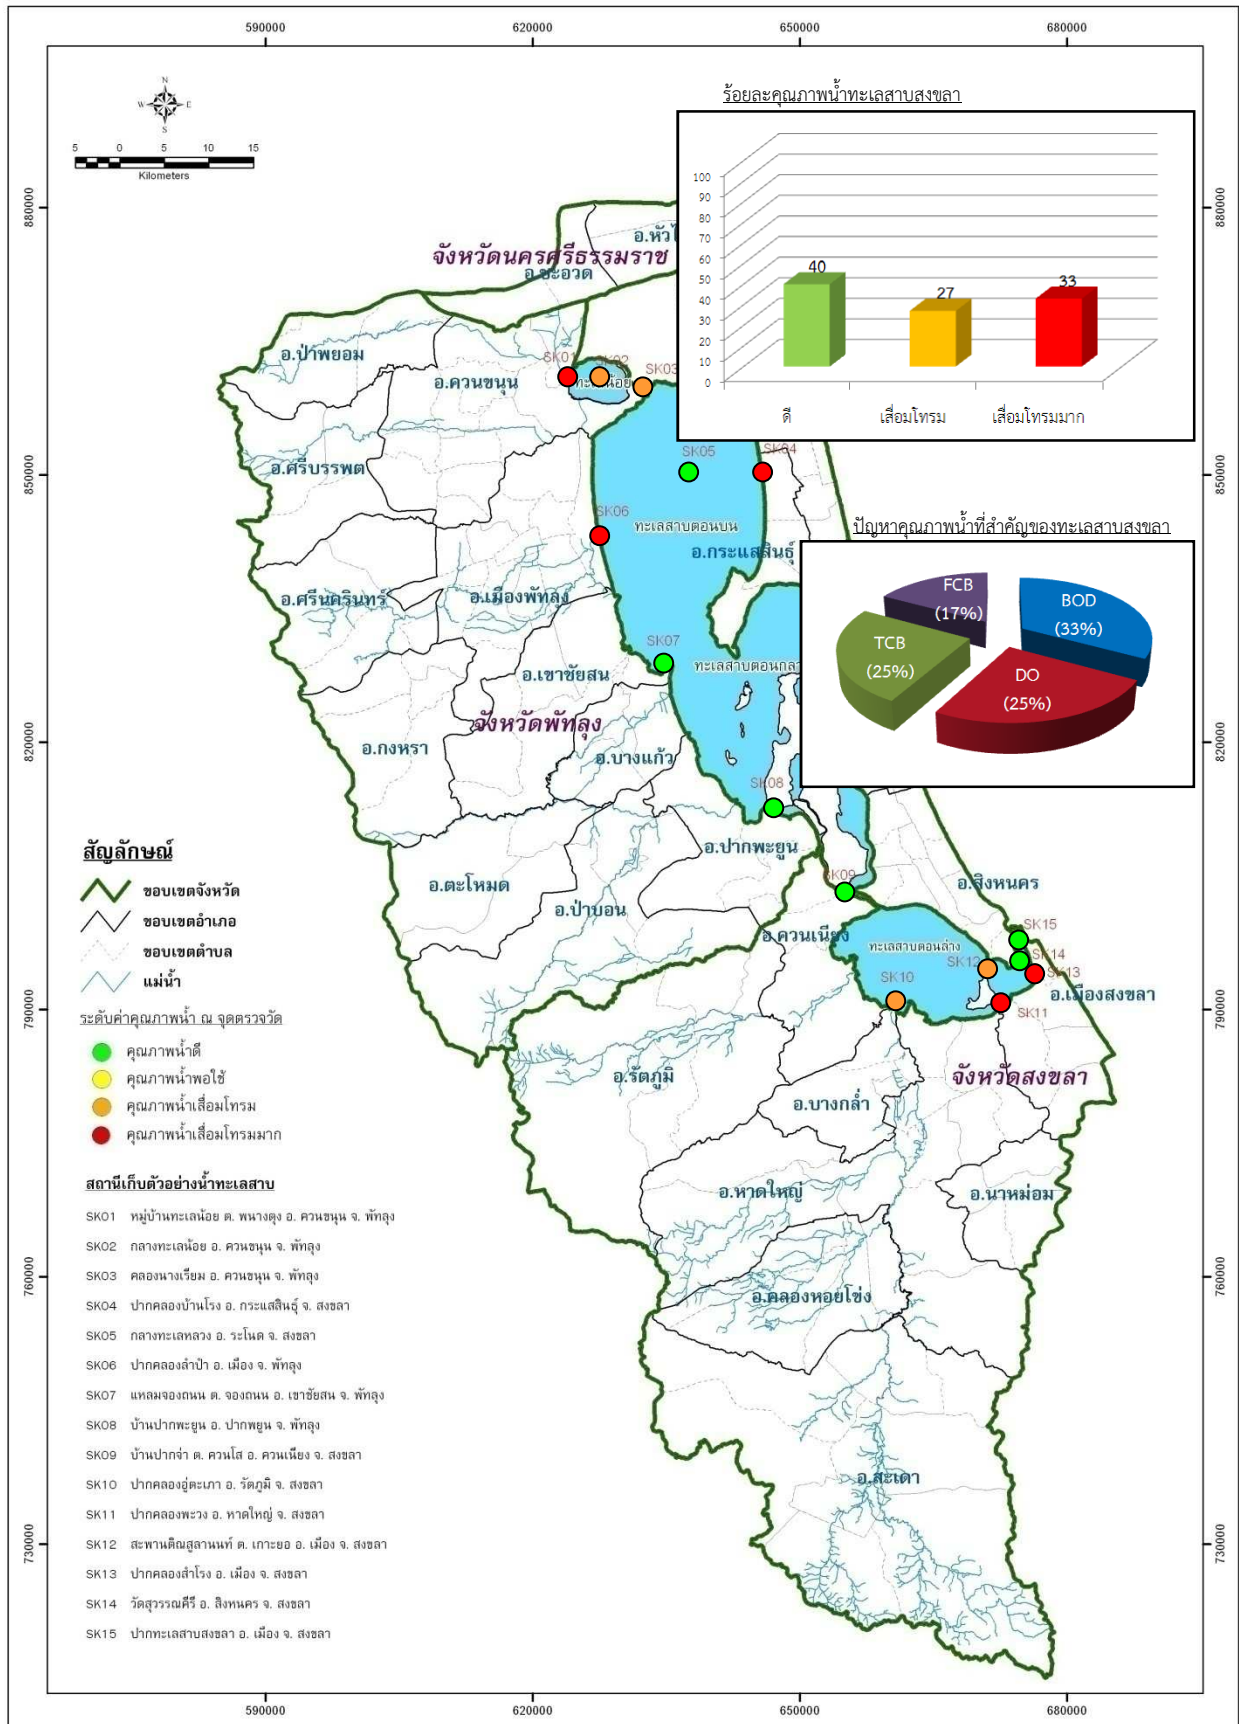 590000 620000 650000 680000
N
W E
S
5 0 5 10 15
Kilometers
ร้อยละคุณภาพน้ำทะเลสาบสงขลา
100
90
80
70
60
50
40
30
20
10
0
40
27
33
ดี เสื่อมโทรม เสื่อมโทรมมาก
880000 880000
จังหวัดนครศรีธรรมราช
อ.ชะอวด
อ.ป่าพยอม
อ.ควนขนุน
SK01
SK02
SK03
850000 850000
อ.ศรีบรรพต
SK05
SK04
ทะเลสาบตอนบน
SK06
อ.กระแสสินธุ์
ปัญหาคุณภาพน้ำที่สำคัญของทะเลสาบสงขลา
FCB
(17%)
BOD
(33%)
TCB
(25%)
DO
(25%)
อ.ศรีนครินทร์
อ.เมืองพัทลุง
SK07
อ.เขาชัยสน
จังหวัดพัทลุง
820000 820000
อ.กงหรา
อ.บางแก้ว
SK08
อ.ปากพะยูน
อ.ตะโหมด
อ.ป่าบอน
SK09
อ.สิงหนคร
อ.ควนเนียง
ทะเลสาบตอนล่าง
SK15
SK14
SK12
SK13
SK10
อ.เมืองสงขลา
SK11
790000 790000
อ.รัตภูมิ
จังหวัดสงขลา
อ.บางกล่ำ
อ.หาดใหญ่
อ.นาหม่อม
760000 760000
อ.คลองหอยโข่ง
อ.สะเดา
730000 730000
สัญลักษณ์
ขอบเขตจังหวัด
ขอบเขตอำเภอ
ขอบเขตตำบล
แม่น้ำ
ระดับค่าคุณภาพน้ำ ณ จุดตรวจวัด
คุณภาพน้ำดี
คุณภาพน้ำพอใช้
คุณภาพน้ำเสื่อมโทรม
คุณภาพน้ำเสื่อมโทรมมาก
สถานีเก็บตัวอย่างน้ำทะเลสาบ
SK01 หมู่บ้านทะเลน้อย ต. พนางตุง อ. ควนขนุน จ. พัทลุง
SK02 กลางทะเลน้อย อ. ควนขนุน จ. พัทลุง
SK03 คลองนางเรียม อ. ควนขนุน จ. พัทลุง
SK04 ปากคลองบ้านโรง อ. กระแสสินธุ์ จ. สงขลา
SK05 กลางทะเลหลวง อ. ระโนด จ. สงขลา
SK06 ปากคลองลำปำ อ. เมือง จ. พัทลุง
SK07 แหลมจองถนน ต. จองถนน อ. เขาชัยสน จ. พัทลุง
SK08 บ้านปากพะยูน อ. ปากพยูน จ. พัทลุง
SK09 บ้านปากจ่า ต. ควนโส อ. ควนเนียง จ. สงขลา
SK10 ปากคลองอู่ตะเภา อ. รัตภูมิ จ. สงขลา
SK11 ปากคลองพะวง อ. หาดใหญ่ จ. สงขลา
SK12 สะพานติณสูลานนท์ ต. เกาะยอ อ. เมือง จ. สงขลา
SK13 ปากคลองสำโรง อ. เมือง จ. สงขลา
SK14 วัดสุวรรณคีรี อ. สิงหนคร จ. สงขลา
SK15 ปากทะเลสาบสงขลา อ. เมือง จ. สงขลา
590000 620000 650000 680000